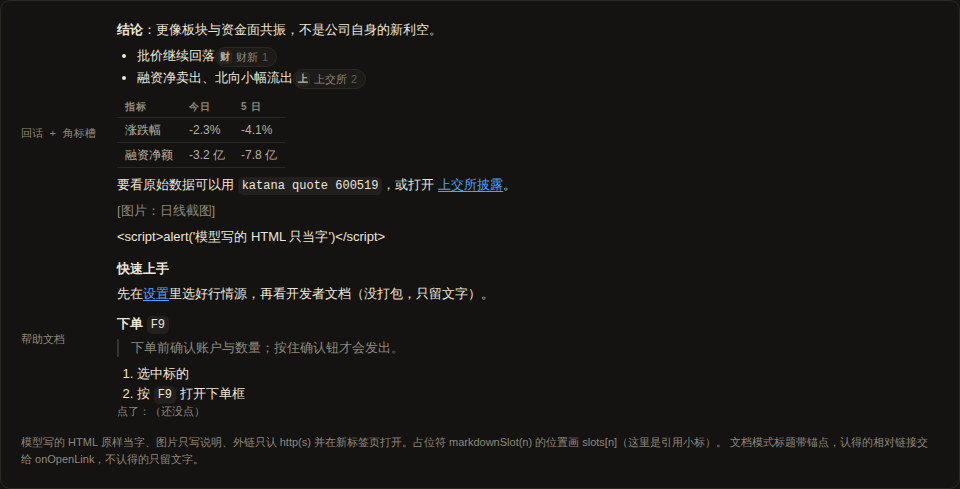 结论：更像板块与资金面共振，不是公司自身的新利空。
• 批价继续回落 财 财新 1
• 融资净卖出、北向小幅流出 上 上交所 2
指标 今日 5 日
涨跌幅 -2.3% -4.1%
回话 + 角标槽
融资净额 -3.2 亿 -7.8 亿
要看原始数据可以用 katana quote 600519，或打开 上交所披露。
[图片：日线截图]
<script>alert('模型写的 HTML 只当字')</script>
快速上手
先在设置里选好行情源，再看开发者文档（没打包，只留文字）。
下单 F9
帮助文档
下单前确认账户与数量；按住确认钮才会发出。
1. 选中标的
2. 按 F9 打开下单框
点了：（还没点）
模型写的 HTML 原样当字、图片只写说明、外链只认 http(s) 并在新标签页打开。占位符 markdownSlot(n) 的位置画 slots[n]（这里是引用小标）。 文档模式标题带锚点，认得的相对链接交
给 onOpenLink，不认得的只留文字。